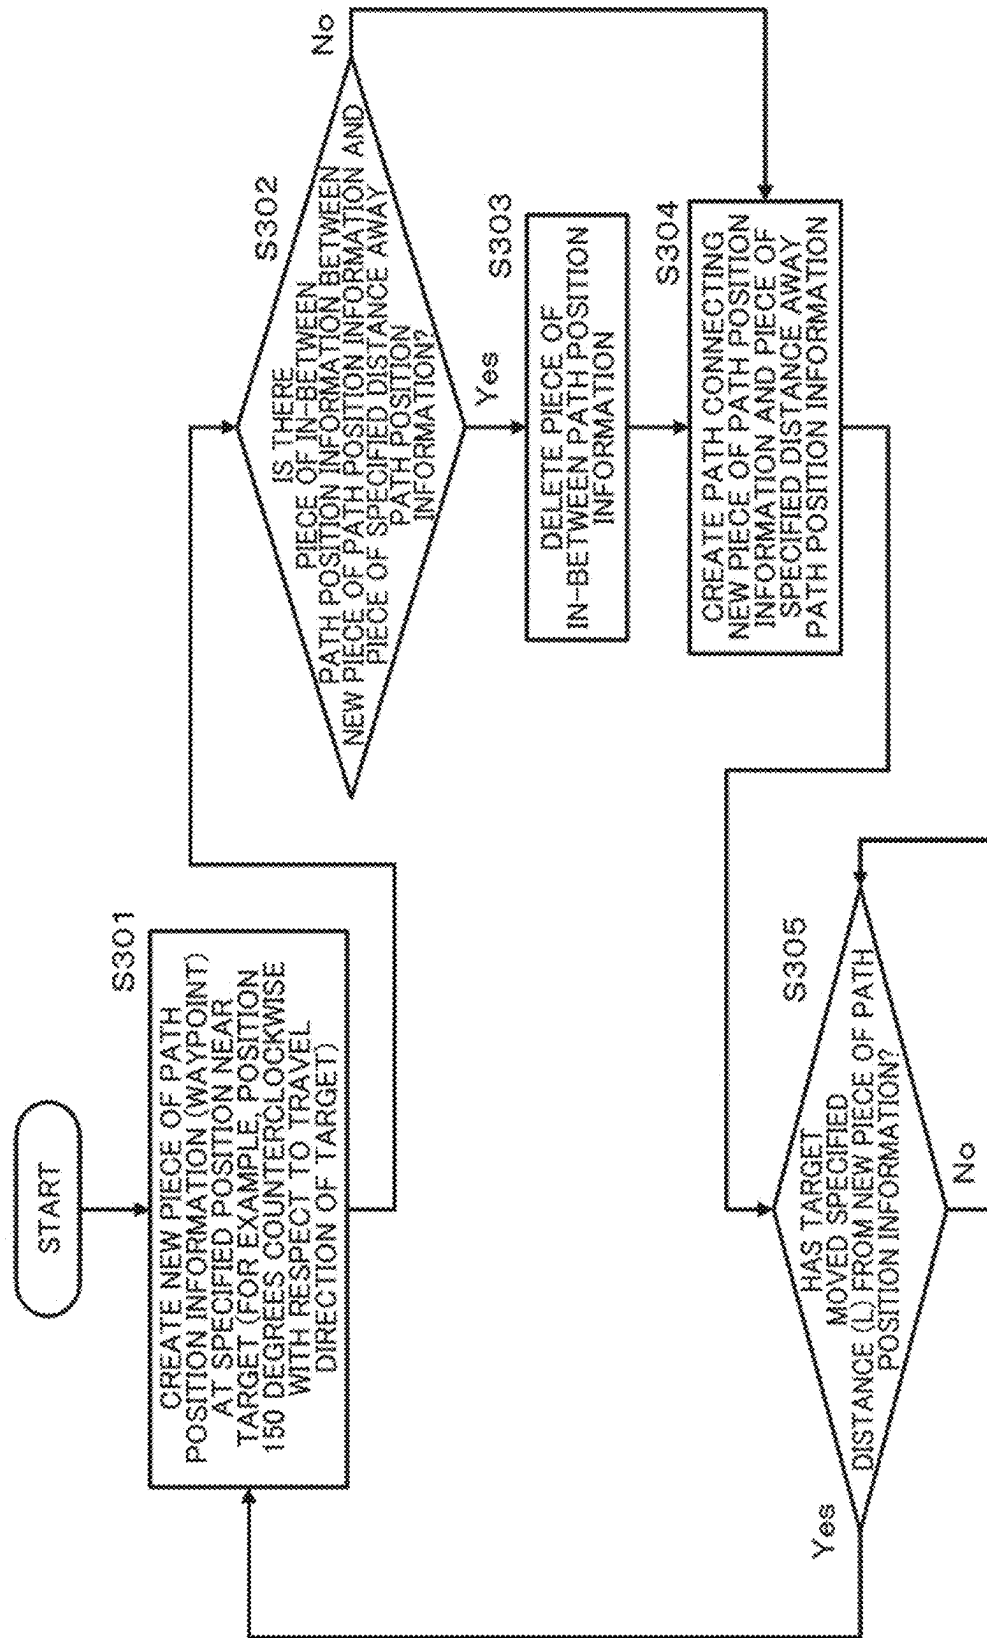 START
S301
CREATE NEW PIECE OF PATH
POSITION INFORMATION (WAYPOINT)
AT SPECIFIED POSITION NEAR
TARGET (FOR EXAMPLE, POSITION
150 DEGREES COUNTERCLOCKWISE
WITH RESPECT TO TRAVEL
DIRECTION OF TARGET)
S302
IS THERE
PIECE OF IN-BETWEEN
PATH POSITION INFORMATION BETWEEN
NEW PIECE OF PATH POSITION INFORMATION AND
PIECE OF SPECIFIED DISTANCE AWAY
PATH POSITION
INFORMATION?
No
Yes
S303
DELETE PIECE OF
IN-BETWEEN PATH POSITION
INFORMATION
S304
CREATE PATH CONNECTING
NEW PIECE OF PATH POSITION
INFORMATION AND PIECE OF
SPECIFIED DISTANCE AWAY
PATH POSITION INFORMATION
S305
HAS TARGET
MOVED SPECIFIED
DISTANCE (L) FROM NEW PIECE OF PATH
POSITION INFORMATION?
Yes
No